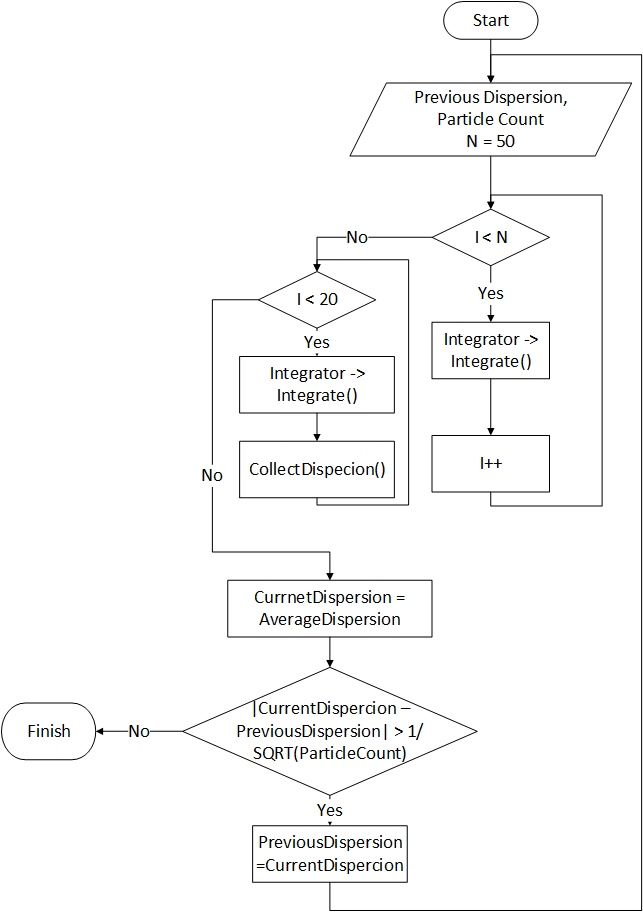 Start
Previous Dispersion,
Particle Count
N = 50
I < N
No
Yes
Integrator ->
Integrate()
I++
I < 20
Yes
Integrator ->
Integrate()
CollectDispecion()
No
CurrnetDispersion =
AverageDispersion
|CurrentDispercion –
PreviousDispersion| > 1/
SQRT(ParticleCount)
No
Finish
Yes
PreviousDispersion
=CurrentDispercion